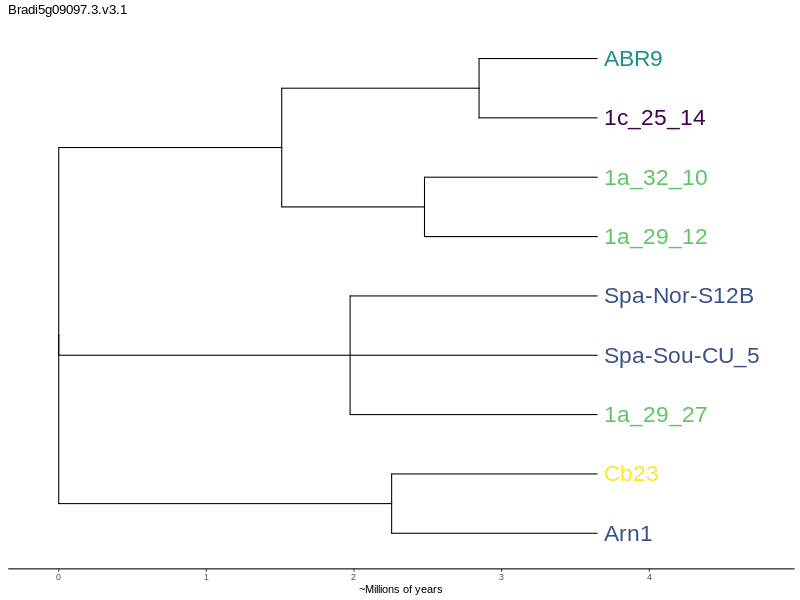 Bradi5g09097.3.v3.1
ABR9
1c_25_14
1a_32_10
1a_29_12
Spa-Nor-S12B
Spa-Sou-CU_5
1a_29_27
Cb23
Arn1
0 1 2 3 4
~Millions of years